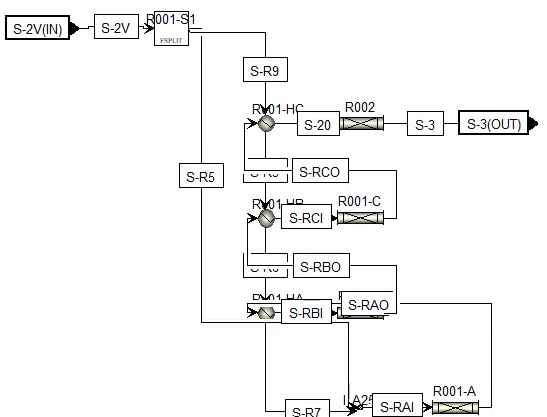 S-2V(IN)
S-2V
R001-S1
FSPLIT
S-R9
R002
S-20
S-3
S-3(OUT)
S-R5
S-RCO
R001-C
S-RCI
S-RBO
S-RAO
S-RBI
R001-A
S-RAI
S-R7